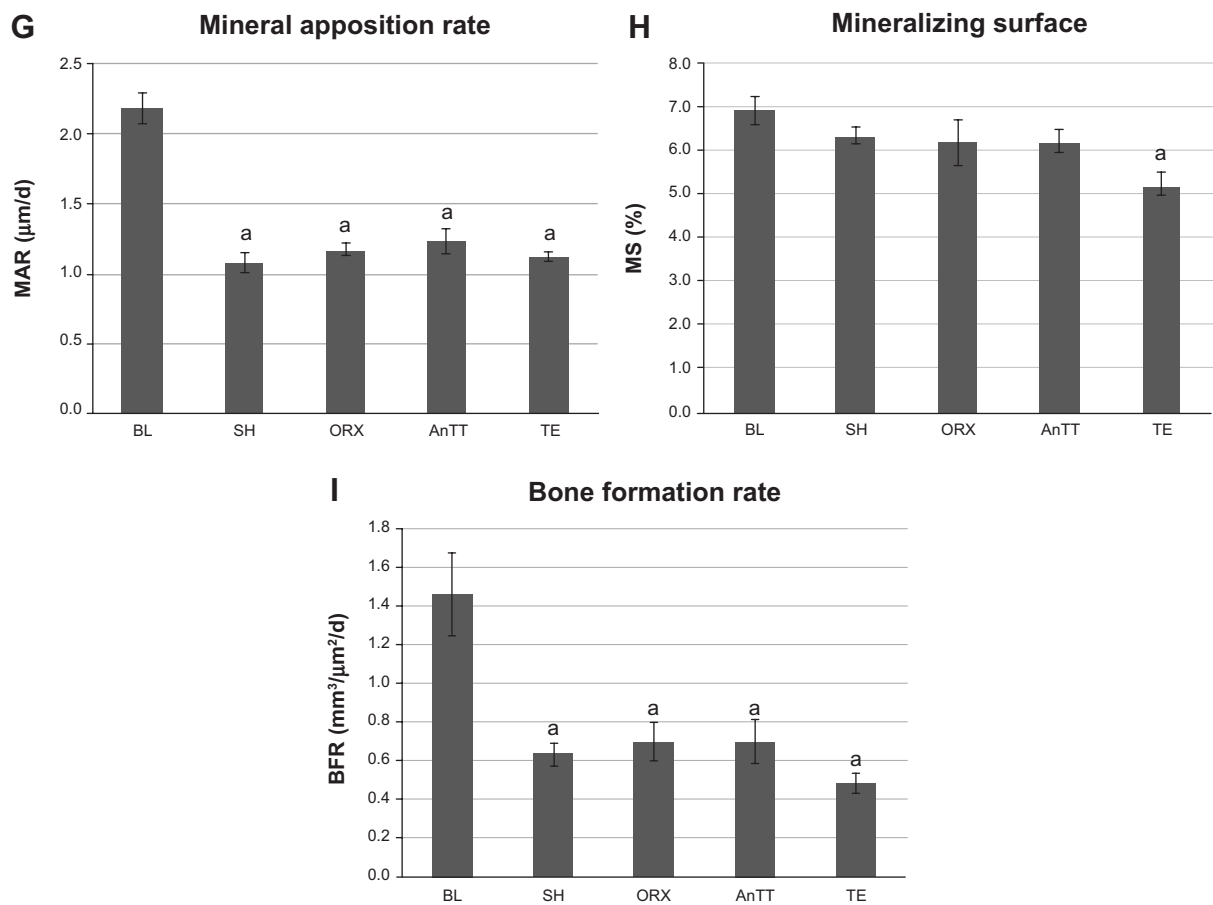 G Mineral apposition rate
MAR (μm/d)
2.5
2.0
1.5
1.0
0.5
0.0
a
a
a
a
BL SH ORX AnTT TE
H Mineralizing surface
MS (%)
8.0
7.0
6.0
5.0
4.0
3.0
2.0
1.0
0.0
a
BL SH ORX AnTT TE
I Bone formation rate
BFR (mm³/μm²/d)
1.8
1.6
1.4
1.2
1.0
0.8
0.6
0.4
0.2
0.0
a
a
a
a
BL SH ORX AnTT TE